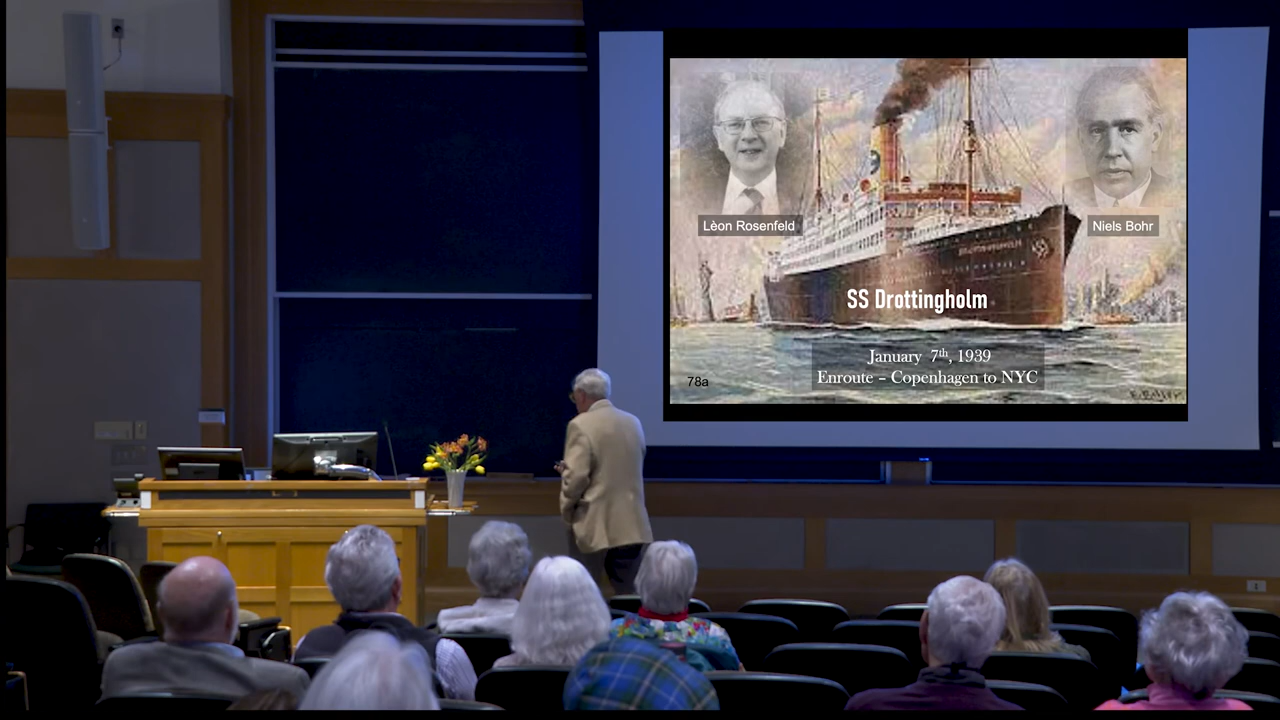 Lèon Rosenfeld
Niels Bohr
SS Drottingholm
January 7th, 1939
Enroute – Copenhagen to NYC
78a